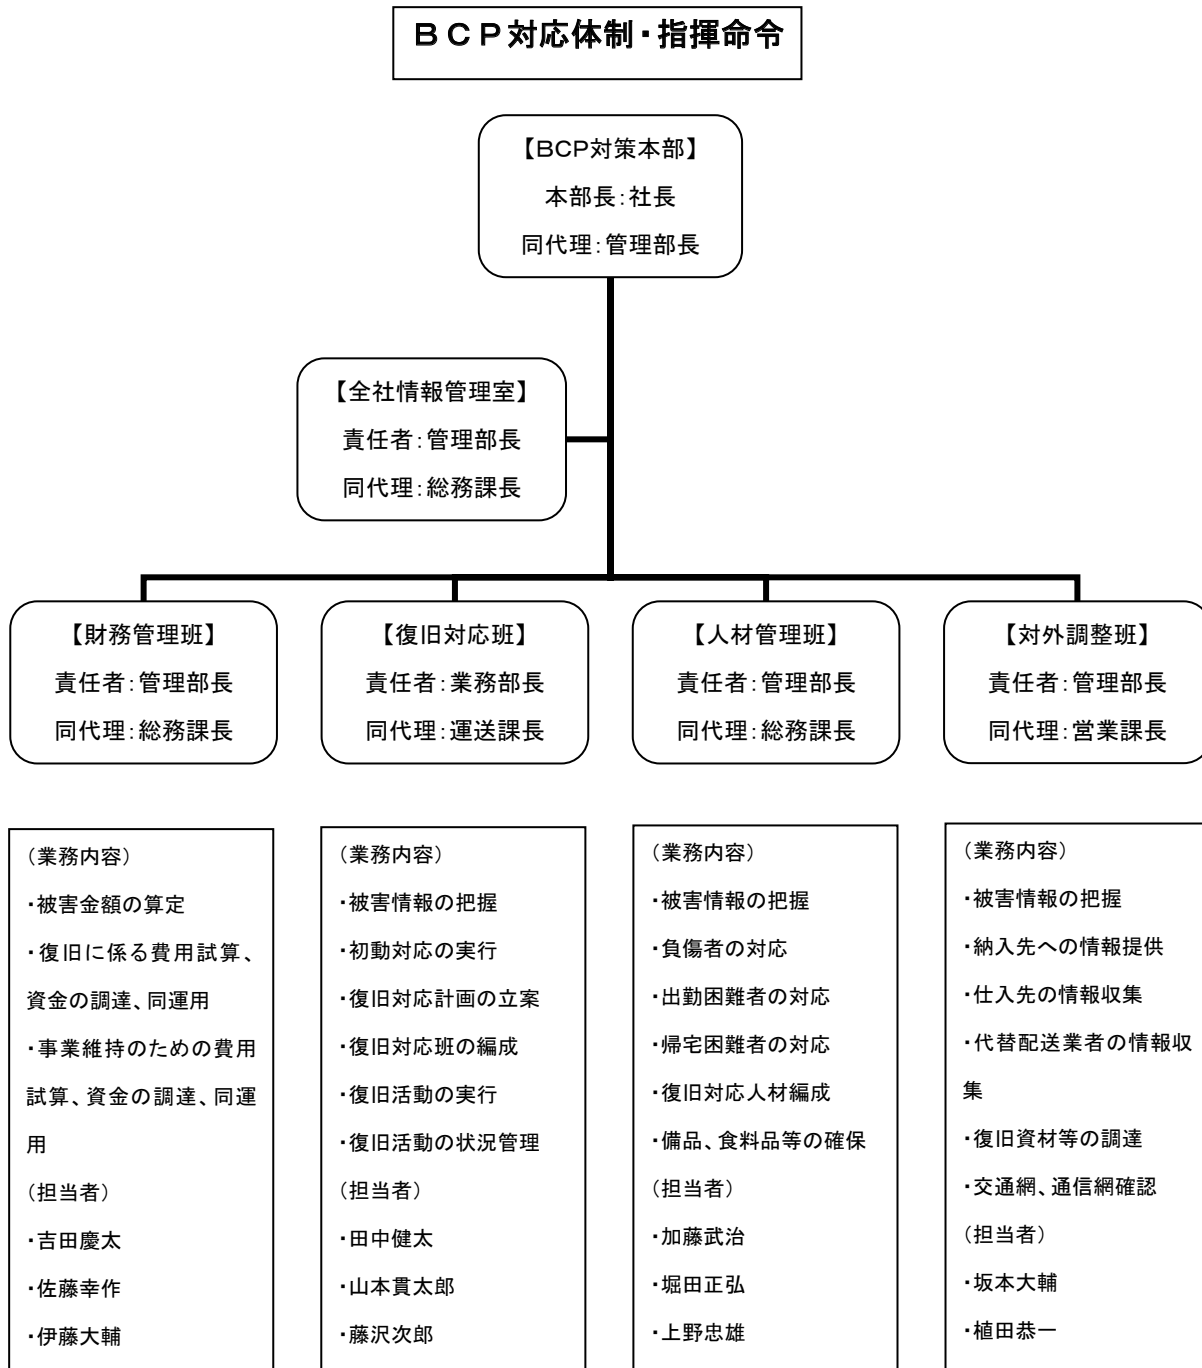 ＢＣＰ対応体制・指揮命令
【BCP対策本部】
本部長：社長
同代理：管理部長
【全社情報管理室】
責任者：管理部長
同代理：総務課長
【財務管理班】
責任者：管理部長
同代理：総務課長
【復旧対応班】
責任者：業務部長
同代理：運送課長
【人材管理班】
責任者：管理部長
同代理：総務課長
【対外調整班】
責任者：管理部長
同代理：営業課長
（業務内容）
・被害金額の算定
・復旧に係る費用試算、
資金の調達、同運用
・事業維持のための費用
試算、資金の調達、同運
用
（担当者）
・吉田慶太
・佐藤幸作
・伊藤大輔
（業務内容）
・被害情報の把握
・初動対応の実行
・復旧対応計画の立案
・復旧対応班の編成
・復旧活動の実行
・復旧活動の状況管理
（担当者）
・田中健太
・山本貫太郎
・藤沢次郎
（業務内容）
・被害情報の把握
・負傷者の対応
・出勤困難者の対応
・帰宅困難者の対応
・復旧対応人材編成
・備品、食料品等の確保
（担当者）
・加藤武治
・堀田正弘
・上野忠雄
（業務内容）
・被害情報の把握
・納入先への情報提供
・仕入先の情報収集
・代替配送業者の情報収
集
・復旧資材等の調達
・交通網、通信網確認
（担当者）
・坂本大輔
・植田恭一